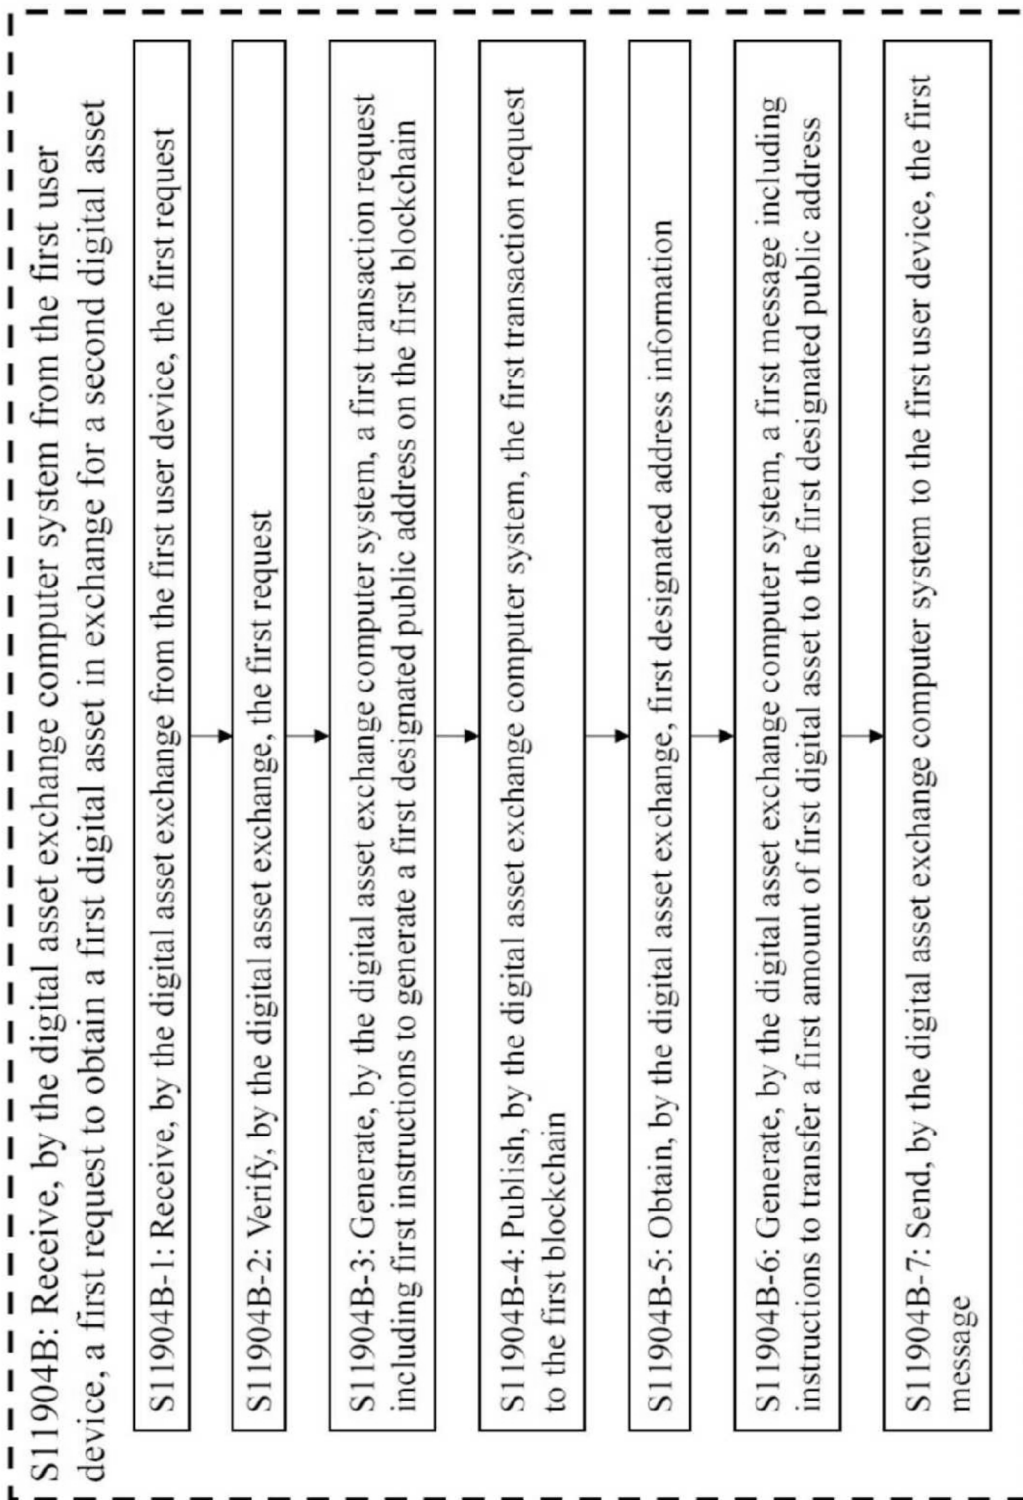 S11904B: Receive, by the digital asset exchange computer system from the first user
device, a first request to obtain a first digital asset in exchange for a second digital asset
S11904B-1: Receive, by the digital asset exchange from the first user device, the first request
S11904B-2: Verify, by the digital asset exchange, the first request
S11904B-3: Generate, by the digital asset exchange computer system, a first transaction request
including first instructions to generate a first designated public address on the first blockchain
S11904B-4: Publish, by the digital asset exchange computer system, the first transaction request
to the first blockchain
S11904B-5: Obtain, by the digital asset exchange, first designated address information
S11904B-6: Generate, by the digital asset exchange computer system, a first message including
instructions to transfer a first amount of first digital asset to the first designated public address
S11904B-7: Send, by the digital asset exchange computer system to the first user device, the first
message